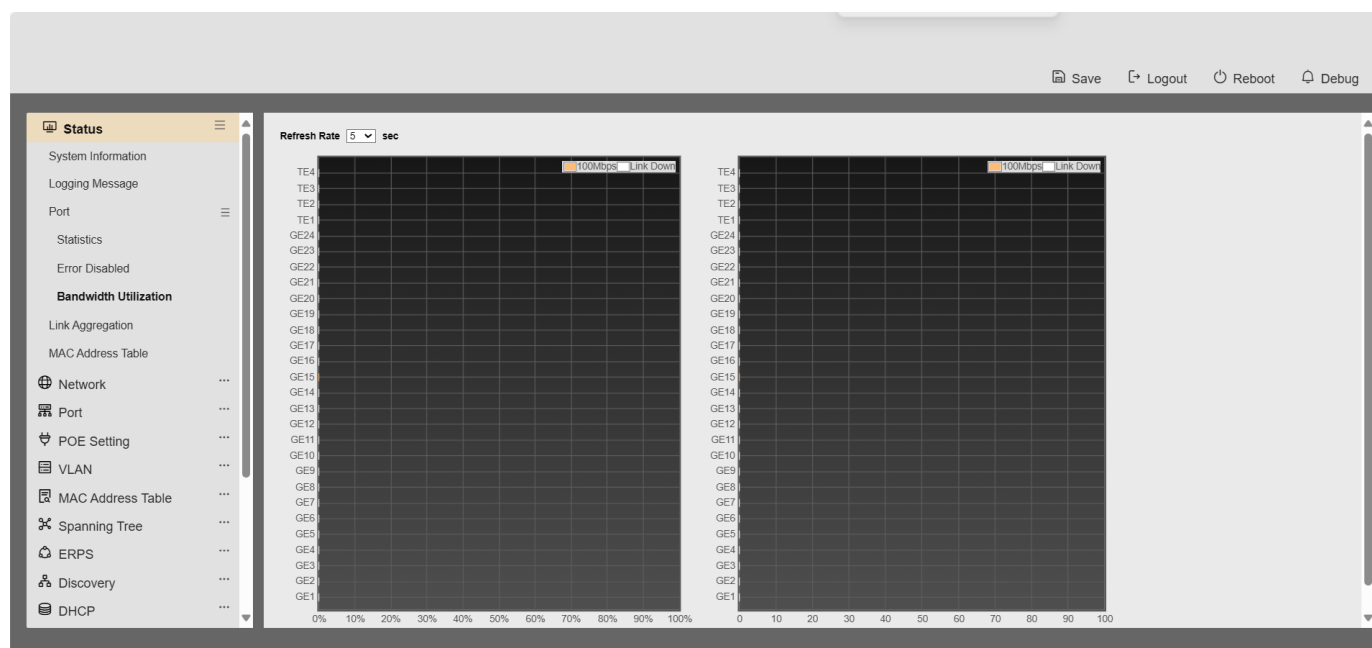 Save Logout Reboot Debug
Status
System Information
Logging Message
Port
Statistics
Error Disabled
Bandwidth Utilization
Link Aggregation
MAC Address Table
Network
Port
POE Setting
VLAN
MAC Address Table
Spanning Tree
ERPS
Discovery
DHCP
Refresh Rate 5 sec
100Mbps Link Down
TE4
TE3
TE2
TE1
GE24
GE23
GE22
GE21
GE20
GE19
GE18
GE17
GE16
GE15
GE14
GE13
GE12
GE11
GE10
GE9
GE8
GE7
GE6
GE5
GE4
GE3
GE2
GE1
0% 10% 20% 30% 40% 50% 60% 70% 80% 90% 100%
100Mbps Link Down
TE4
TE3
TE2
TE1
GE24
GE23
GE22
GE21
GE20
GE19
GE18
GE17
GE16
GE15
GE14
GE13
GE12
GE11
GE10
GE9
GE8
GE7
GE6
GE5
GE4
GE3
GE2
GE1
0 10 20 30 40 50 60 70 80 90 100